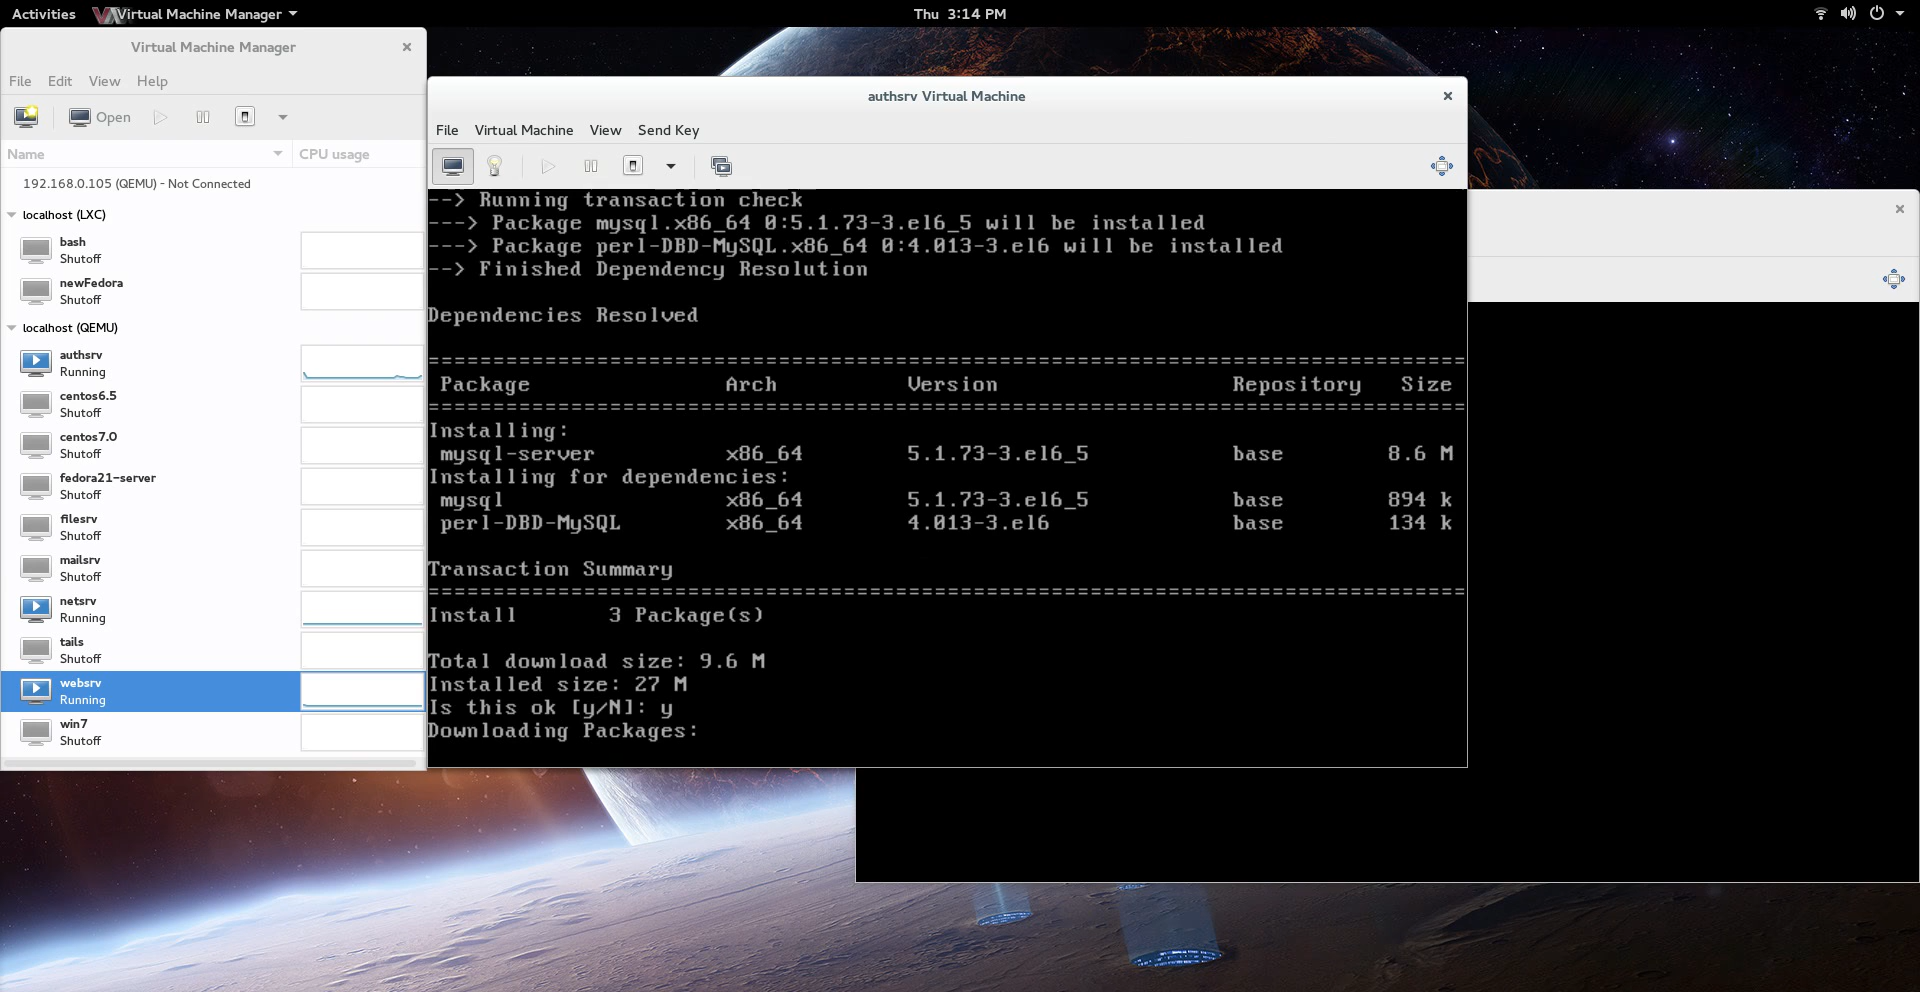 Activities Virtual Machine Manager Thu 3:14 PM
Virtual Machine Manager
File Edit View Help
Open
Name CPU usage
192.168.0.105 (QEMU) - Not Connected
localhost (LXC)
bash
Shutoff
newFedora
Shutoff
localhost (QEMU)
authsrv
Running
centos6.5
Shutoff
centos7.0
Shutoff
fedora21-server
Shutoff
filesrv
Shutoff
mailsrv
Shutoff
netsrv
Running
tails
Shutoff
websrv
Running
win7
Shutoff
authsrv Virtual Machine
File Virtual Machine View Send Key
--> Running transaction check
---> Package mysql.x86_64 0:5.1.73-3.el6_5 will be installed
---> Package perl-DBD-MySQL.x86_64 0:4.013-3.el6 will be installed
--> Finished Dependency Resolution
Dependencies Resolved
================================================================================
Package Arch Version Repository Size
================================================================================
Installing:
mysql-server x86_64 5.1.73-3.el6_5 base 8.6 M
Installing for dependencies:
mysql x86_64 5.1.73-3.el6_5 base 894 k
perl-DBD-MySQL x86_64 4.013-3.el6 base 134 k
Transaction Summary
================================================================================
Install 3 Package(s)
Total download size: 9.6 M
Installed size: 27 M
Is this ok [y/N]: y
Downloading Packages: